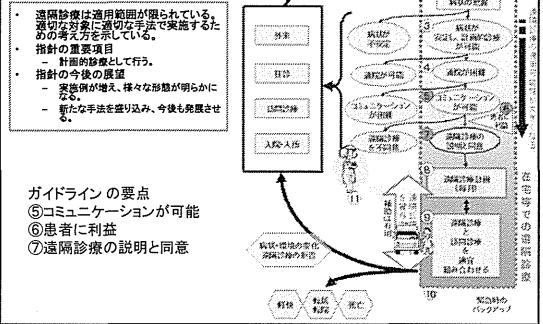 ・ 遠隔診療は適用範囲が限られている。
適切な対象に適切な手法で実施するた
めの考え方を示している。
・ 指針の重要項目
－ 計画的診療として行う。
・ 指針の今後の展望
－ 実施例が増え、様々な形態が明らかに
なる。
－ 新たな手法を盛り込み、今後も発展させ
る。
ガイドラインの要点
⑤コミュニケーションが可能
⑥患者に利益
⑦遠隔診療の説明と同意
外来
往診
訪問診療
入院・入所
病状の把握
病状が
不安定
3
病状が
安定し、計画的診療
が可能
通院が可能
4
通院が困難
コミュニケーション
が困難
⑤
コミュニケーション
が可能
⑥
遠隔診療
を不同意
⑦
遠隔診療の
説明と同意
⑧
遠隔診療計画
⑨
遠隔診療
と
訪問診療
を
適宜
組み合わせる
在宅等での遠隔診療
病状・環境の変化
遠隔診療の拒否
軽快
転院
死亡
11
10
緊急時の
バックアップ